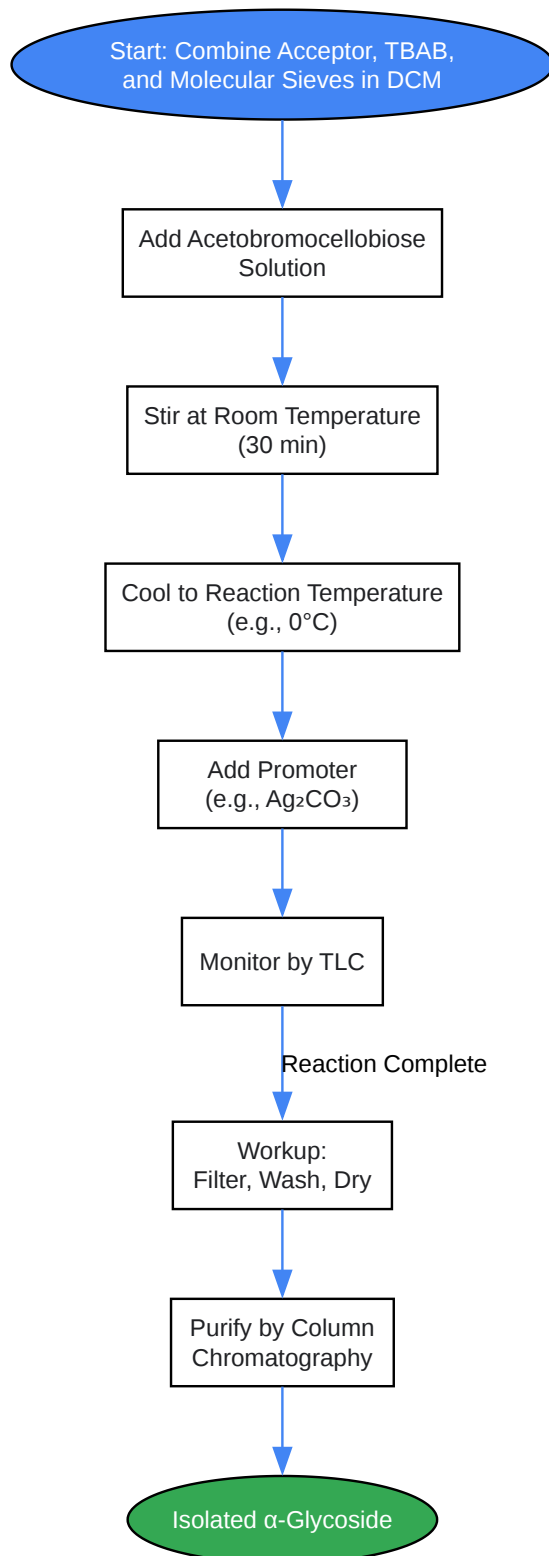 Start: Combine Acceptor, TBAB,
and Molecular Sieves in DCM
Add Acetobromocellobiose
Solution
Stir at Room Temperature
(30 min)
Cool to Reaction Temperature
(e.g., 0°C)
Add Promoter
(e.g., Ag₂CO₃)
Monitor by TLC
Reaction Complete
Workup:
Filter, Wash, Dry
Purify by Column
Chromatography
Isolated α-Glycoside